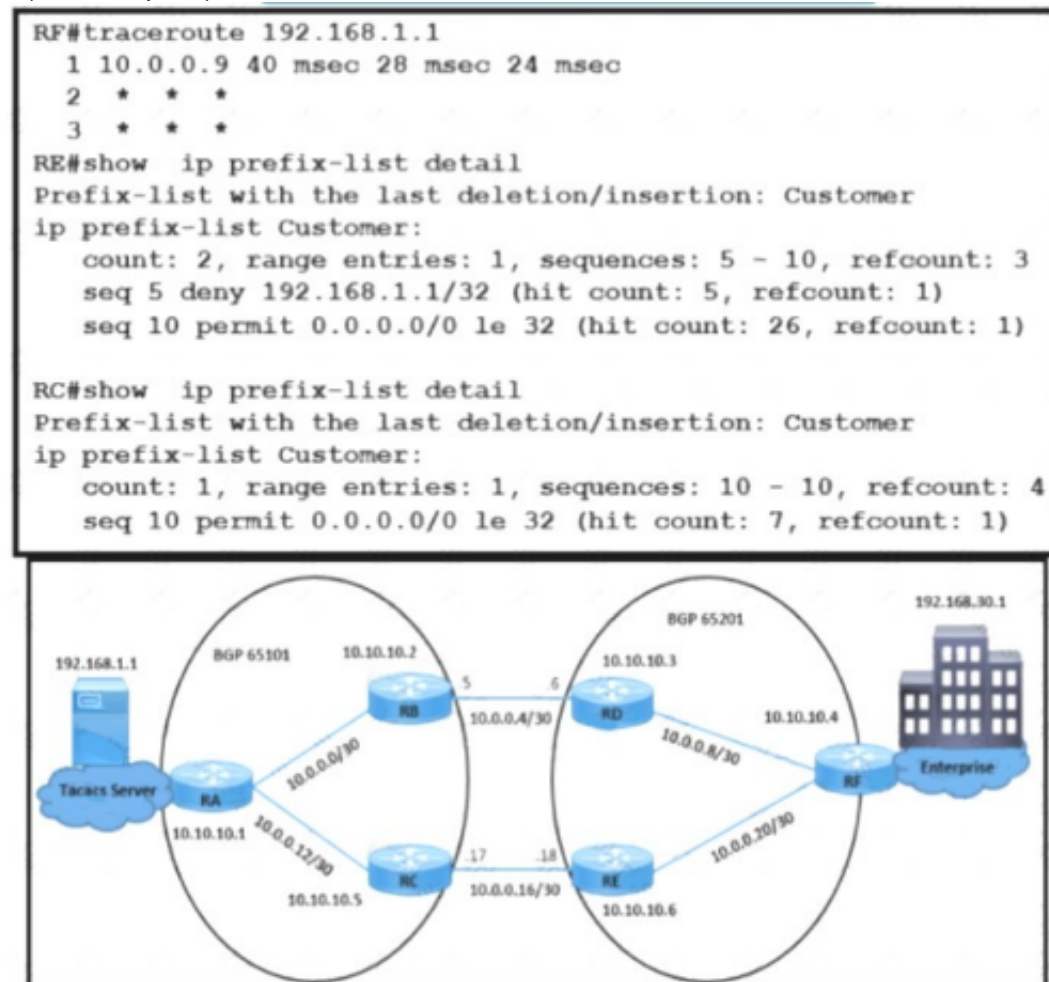 RF#traceroute 192.168.1.1
1 10.0.0.9 40 msec 28 msec 24 msec
2 * * *
3 * * *
RE#show ip prefix-list detail
Prefix-list with the last deletion/insertion: Customer
ip prefix-list Customer:
count: 2, range entries: 1, sequences: 5 - 10, refcount: 3
seq 5 deny 192.168.1.1/32 (hit count: 5, refcount: 1)
seq 10 permit 0.0.0.0/0 le 32 (hit count: 26, refcount: 1)
RC#show ip prefix-list detail
Prefix-list with the last deletion/insertion: Customer
ip prefix-list Customer:
count: 1, range entries: 1, sequences: 10 - 10, refcount: 4
seq 10 permit 0.0.0.0/0 le 32 (hit count: 7, refcount: 1)
192.168.1.1
BGP 65101
10.10.10.2
BGP 65201
192.168.30.1
10.10.10.3
RB
.5
.6
10.0.0.4/30
RD
10.10.10.4
10.0.0.0/30
10.0.0.8/30
Tacacs Server
RA
RF
Enterprise
10.10.10.1
10.0.0.12/30
10.0.0.20/30
10.10.10.5
RC
.17
.18
10.0.0.16/30
RE
10.10.10.6